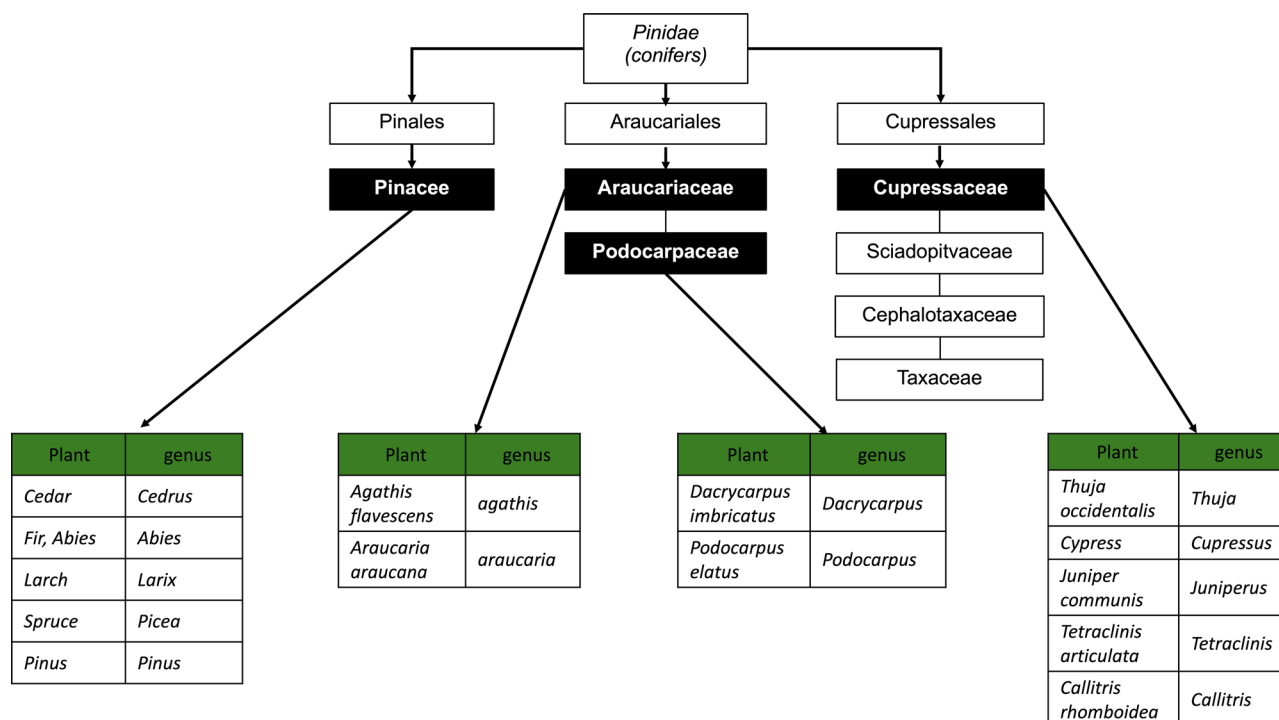 Pinidae
(conifers)
Pinales
Araucariales
Cupressales
Pinacee
Araucariaceae
Cupressaceae
Podocarpaceae
Sciadopitvaceae
Cephalotaxaceae
Taxaceae
Plant genus
Cedar Cedrus
Fir, Abies Abies
Larch Larix
Spruce Picea
Pinus Pinus
Plant genus
Agathis
flavescens
agathis
Araucaria
araucana
araucaria
Plant genus
Dacrycarpus
imbricatus
Dacrycarpus
Podocarpus
elatus
Podocarpus
Plant genus
Thuja
occidentalis
Thuja
Cypress Cupressus
Juniper
communis
Juniperus
Tetraclinis
articulata
Tetraclinis
Callitris
rhomboidea
Callitris